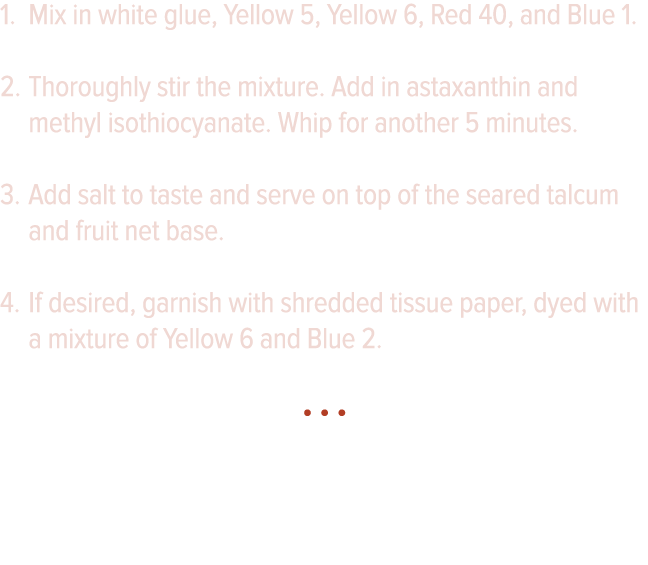 1. Mix in white glue, Yellow 5, Yellow 6, Red 40, and Blue 1.
2. Thoroughly stir the mixture. Add in astaxanthin and
methyl isothiocyanate. Whip for another 5 minutes.
3. Add salt to taste and serve on top of the seared talcum
and fruit net base.
4. If desired, garnish with shredded tissue paper, dyed with
a mixture of Yellow 6 and Blue 2.
• • •